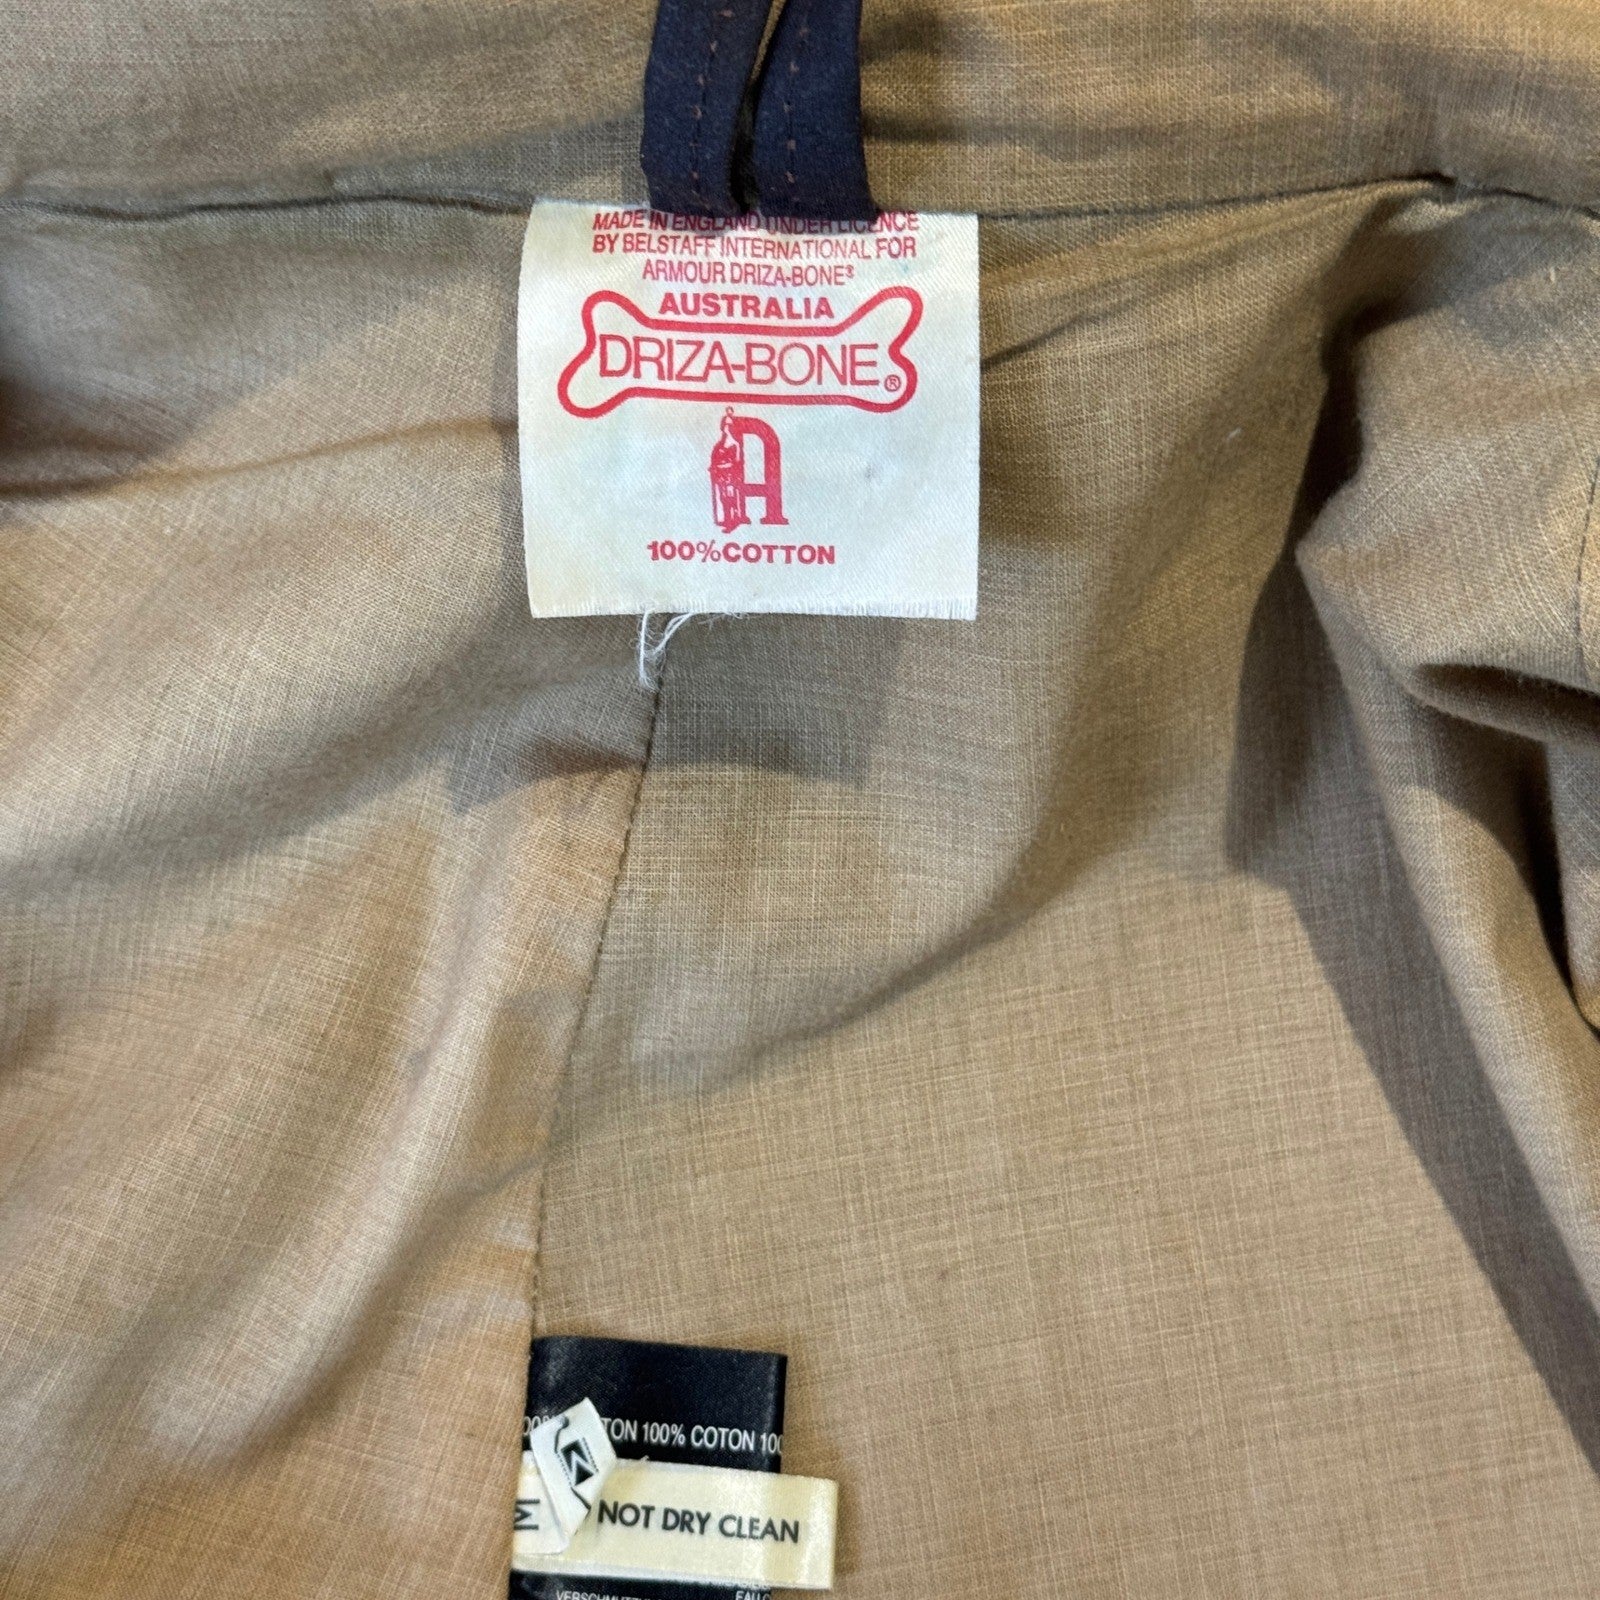 MADE IN ENGLAND UNDER LICENCE
BY BELSTAFF INTERNATIONAL FOR
ARMOUR DRIZA-BONE®
AUSTRALIA
DRIZA-BONE®
A
100%COTTON
TON 100% COTON 100
M
NOT DRY CLEAN